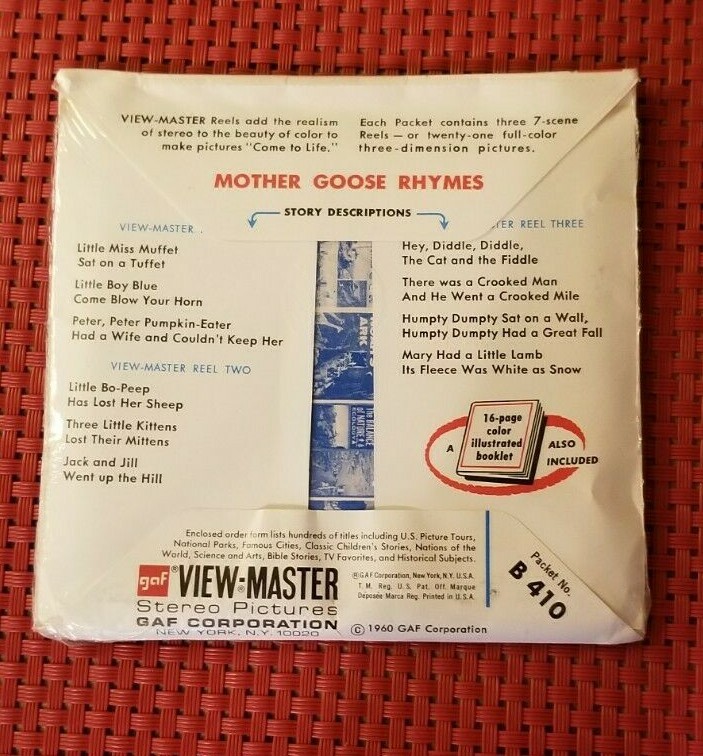 VIEW-MASTER Reels add the realism
of stereo to the beauty of color to
make pictures "Come to Life."
Each Packet contains three 7-scene
Reels — or twenty-one full-color
three-dimension pictures.
MOTHER GOOSE RHYMES
STORY DESCRIPTIONS
VIEW-MASTER
Little Miss Muffet
Sat on a Tuffet
Little Boy Blue
Come Blow Your Horn
Peter, Peter Pumpkin-Eater
Had a Wife and Couldn't Keep Her
VIEW-MASTER REEL TWO
Little Bo-Peep
Has Lost Her Sheep
Three Little Kittens
Lost Their Mittens
Jack and Jill
Went up the Hill
TER REEL THREE
Hey, Diddle, Diddle,
The Cat and the Fiddle
There was a Crooked Man
And He Went a Crooked Mile
Humpty Dumpty Sat on a Wall,
Humpty Dumpty Had a Great Fall
Mary Had a Little Lamb
Its Fleece Was White as Snow
ARK
The BALANCE
of NATURE
A
16-page
color
illustrated
booklet
ALSO
INCLUDED
Enclosed order form lists hundreds of titles including U.S. Picture Tours,
National Parks, Famous Cities, Classic Children's Stories, Nations of the
World, Science and Arts, Bible Stories, TV Favorites, and Historical Subjects.
gaf ® VIEW-MASTER
Stereo Pictures
GAF CORPORATION
NEW YORK, N.Y. 10020
®GAF Corporation, New York, N.Y. U.S.A.
T. M. Reg. U. S. Pat. Off. Marque
Déposée Marca Reg. Printed in U.S.A.
© 1960 GAF Corporation
Packet No.
B 410